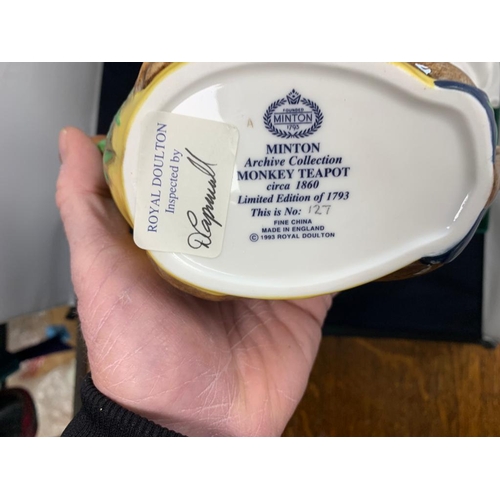 FOUNDED
MINTON
1793
MINTON
Archive Collection
MONKEY TEAPOT
circa 1860
Limited Edition of 1793
This is No: 127
FINE CHINA
MADE IN ENGLAND
© 1993 ROYAL DOULTON
A
ROYAL DOULTON
Inspected by